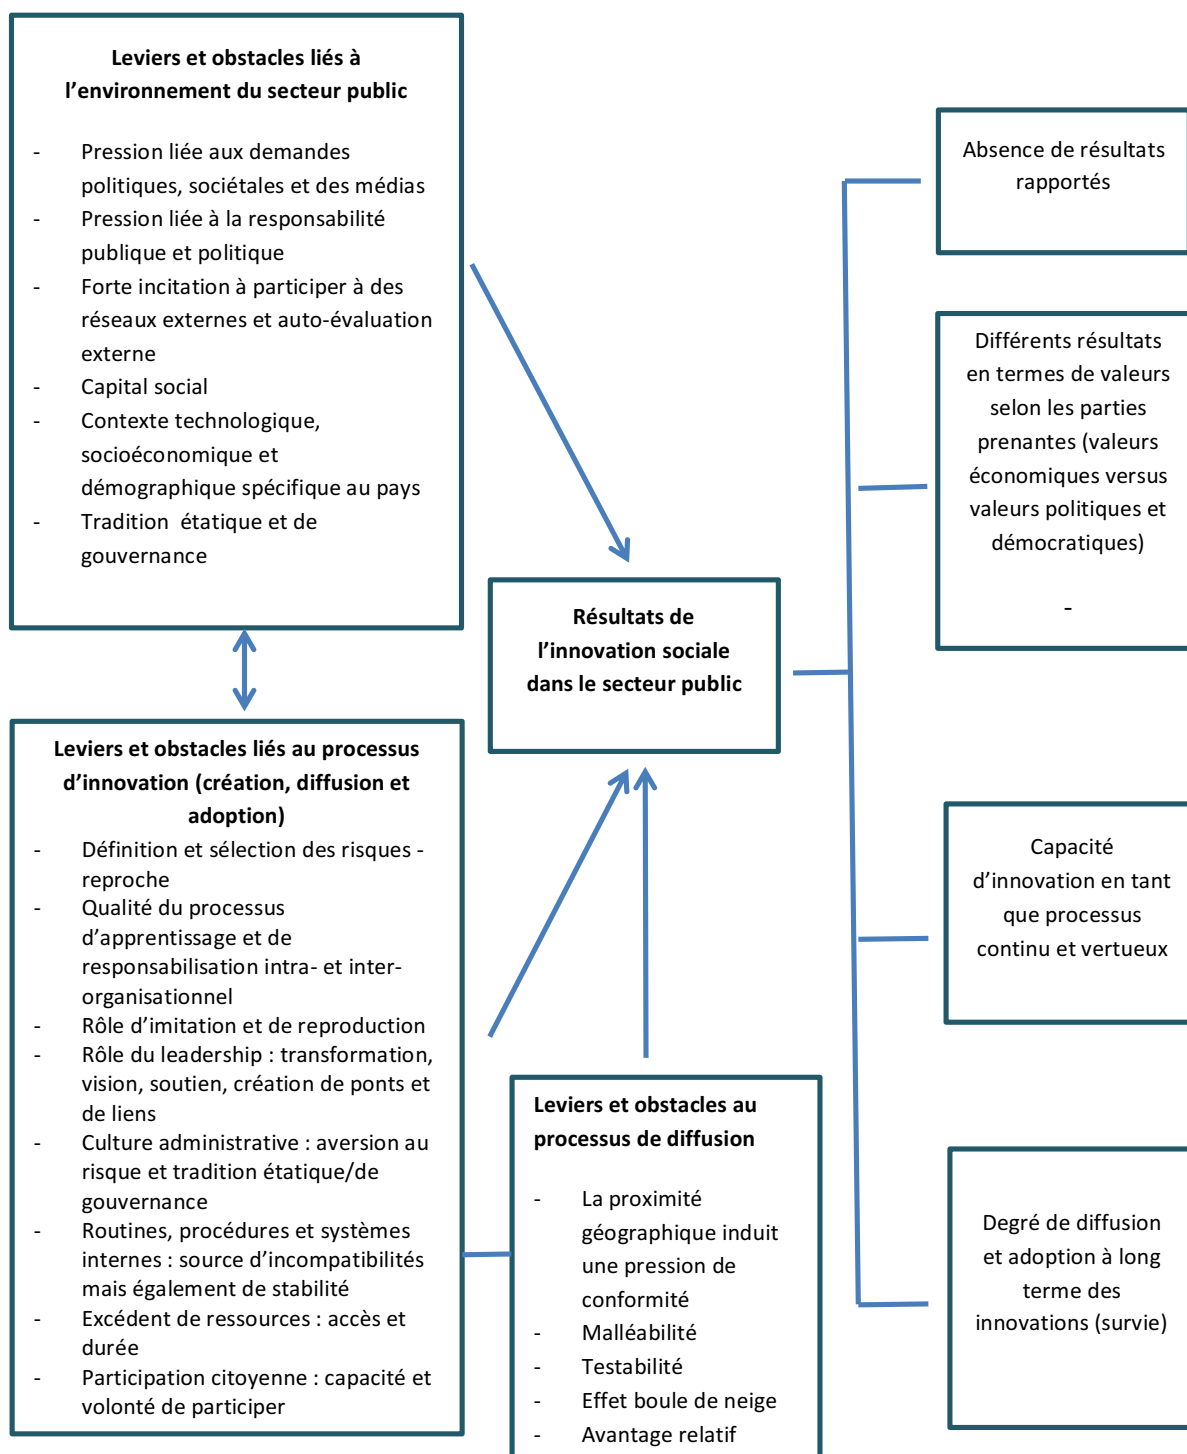 Leviers et obstacles liés à
l’environnement du secteur public
- Pression liée aux demandes
politiques, sociétales et des médias
- Pression liée à la responsabilité
publique et politique
- Forte incitation à participer à des
réseaux externes et auto-évaluation
externe
- Capital social
- Contexte technologique,
socioéconomique et
démographique spécifique au pays
- Tradition étatique et de
gouvernance
Leviers et obstacles liés au processus
d’innovation (création, diffusion et
adoption)
- Définition et sélection des risques -
reproche
- Qualité du processus
d’apprentissage et de
responsabilisation intra- et inter-
organisationnel
- Rôle d’imitation et de reproduction
- Rôle du leadership : transformation,
vision, soutien, création de ponts et
de liens
- Culture administrative : aversion au
risque et tradition étatique/de
gouvernance
- Routines, procédures et systèmes
internes : source d’incompatibilités
mais également de stabilité
- Excédent de ressources : accès et
durée
- Participation citoyenne : capacité et
volonté de participer
Résultats de
l’innovation sociale
dans le secteur public
Leviers et obstacles au
processus de diffusion
- La proximité
géographique induit
une pression de
conformité
- Malléabilité
- Testabilité
- Effet boule de neige
- Avantage relatif
Absence de résultats
rapportés
Différents résultats
en termes de valeurs
selon les parties
prenantes (valeurs
économiques versus
valeurs politiques et
démocratiques)
-
Capacité
d’innovation en tant
que processus
continu et vertueux
Degré de diffusion
et adoption à long
terme des
innovations (survie)